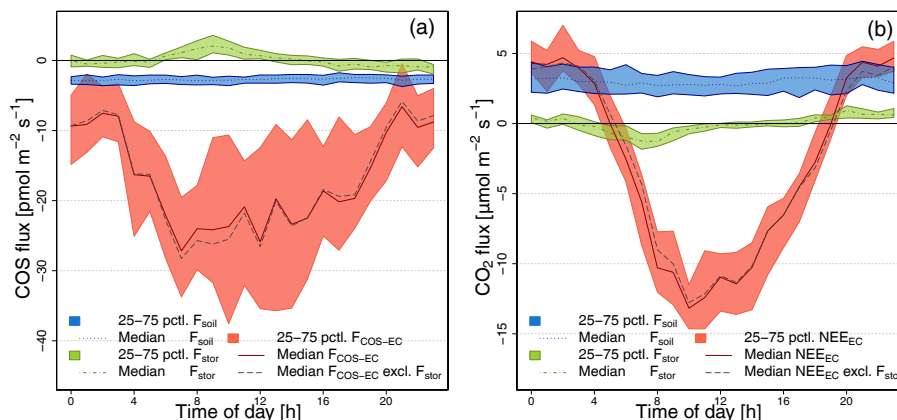 (a)
0
−10
−20
−30
−40
COS flux [pmol m−2 s−1]
25−75 pctl. Fsoil
Median Fsoil
25−75 pctl. FCOS−EC
25−75 pctl. Fstor
Median FCOS−EC
Median Fstor
Median FCOS−EC excl. Fstor
0 4 8 12 16 20
Time of day [h]
(b)
5
0
−5
−10
−15
CO2 flux [µmol m−2 s−1]
25−75 pctl. Fsoil
Median Fsoil
25−75 pctl. NEEEC
25−75 pctl. Fstor
Median NEEEC
Median Fstor
Median NEEEC excl. Fstor
0 4 8 12 16 20
Time of day [h]